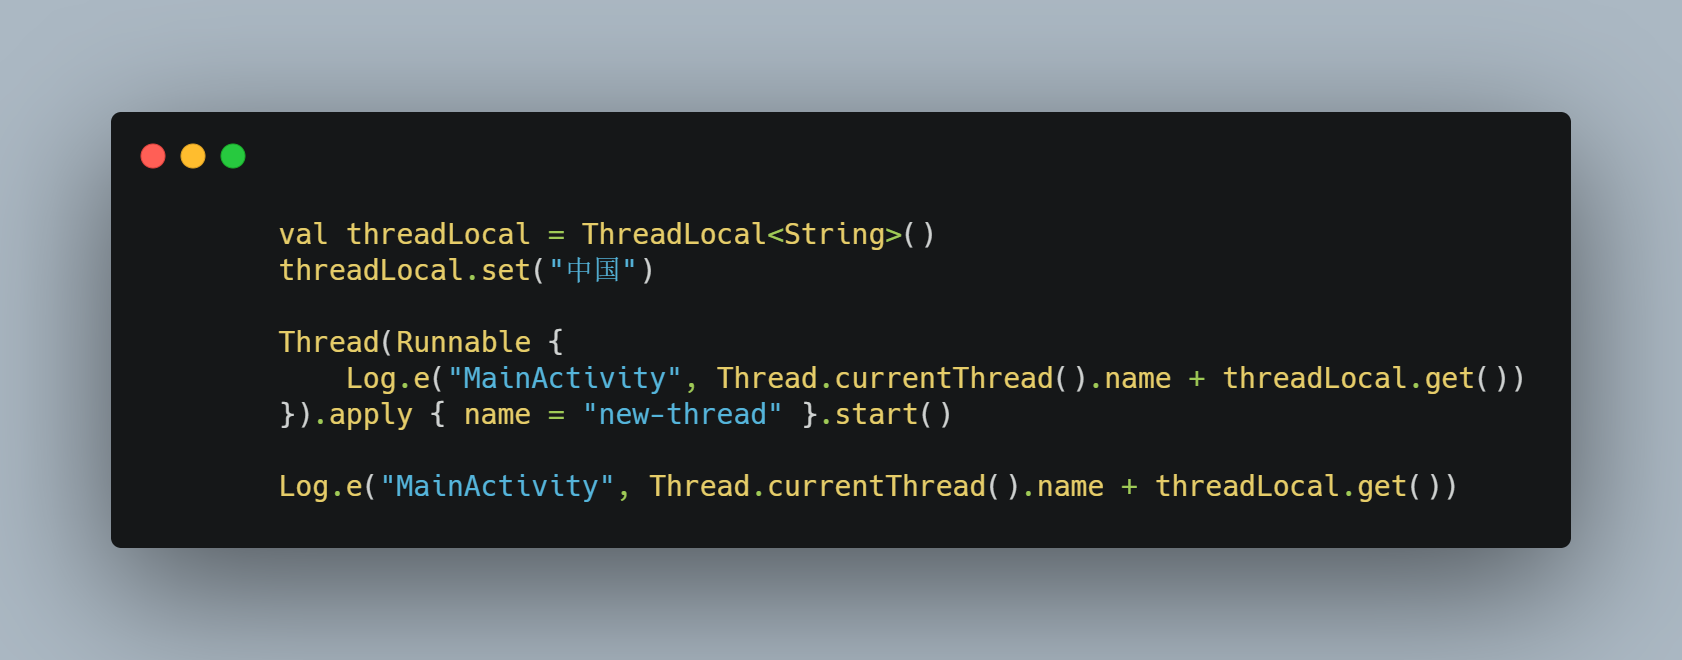 val threadLocal = ThreadLocal<String>()
threadLocal.set("中国")
Thread(Runnable {
Log.e("MainActivity", Thread.currentThread().name + threadLocal.get())
}).apply { name = "new-thread" }.start()
Log.e("MainActivity", Thread.currentThread().name + threadLocal.get())